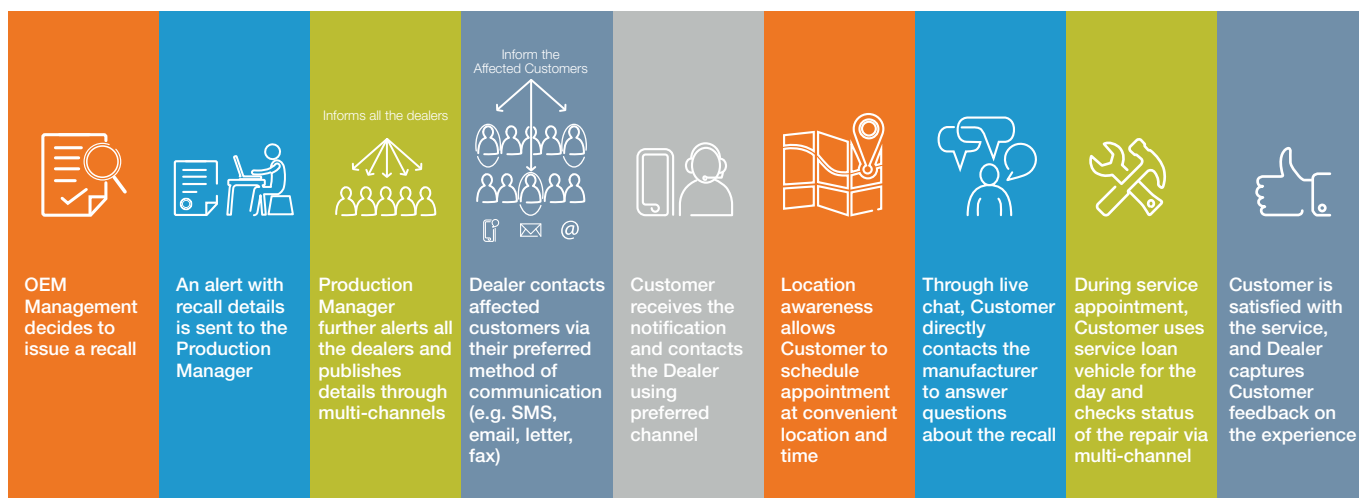 OEM
Management
decides to
issue a recall
An alert with
recall details
is sent to the
Production
Manager
Informs all the dealers
Production
Manager
further alerts all
the dealers and
publishes
details through
multi-channels
Inform the
Affected Customers
@
Dealer contacts
affected
customers via
their preferred
method of
communication
(e.g. SMS,
email, letter,
fax)
Customer
receives the
notification
and contacts
the Dealer
using
preferred
channel
Location
awareness
allows
Customer to
schedule
appointment
at convenient
location and
time
Through live
chat, Customer
directly
contacts the
manufacturer
to answer
questions
about the recall
During service
appointment,
Customer uses
service loan
vehicle for the
day and
checks status
of the repair via
multi-channel
Customer is
satisfied with
the service,
and Dealer
captures
Customer
feedback on
the experience